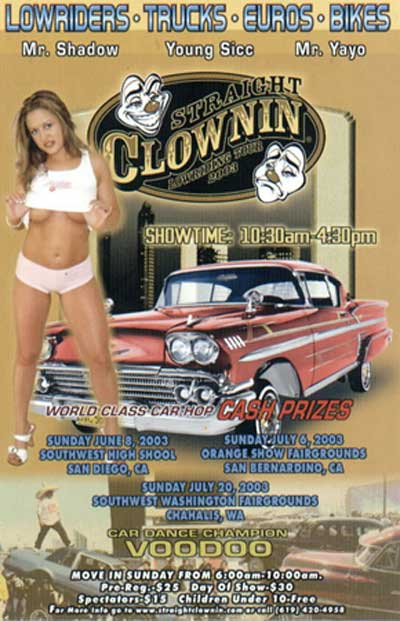 LOWRIDERS · TRUCKS · EUROS · BIKES
Mr. Shadow Young Sicc Mr. Yayo
STRAIGHT
CLOWNIN
LOWRIDING TOUR
2003
SHOWTIME: 10:30am-4:30pm
WORLD CLASS CAR HOP CASH PRIZES
SUNDAY JUNE 8, 2003
SOUTHWEST HIGH SHOOL
SAN DIEGO, CA
SUNDAY JULY 6, 2003
ORANGE SHOW FAIRGROUNDS
SAN BERNARDINO, CA
SUNDAY JULY 20, 2003
SOUTHWEST WASHINGTON FAIRGROUNDS
CHAHALIS, WA
CAR DANCE CHAMPION
VOODOO
MOVE IN SUNDAY FROM 6:00am-10:00am.
Pre-Reg.-$25 Day Of Show-$30
Spectators-$15 Children Under 10-Free
For More Info go to www.straightclownin.com or call (619) 420-4958